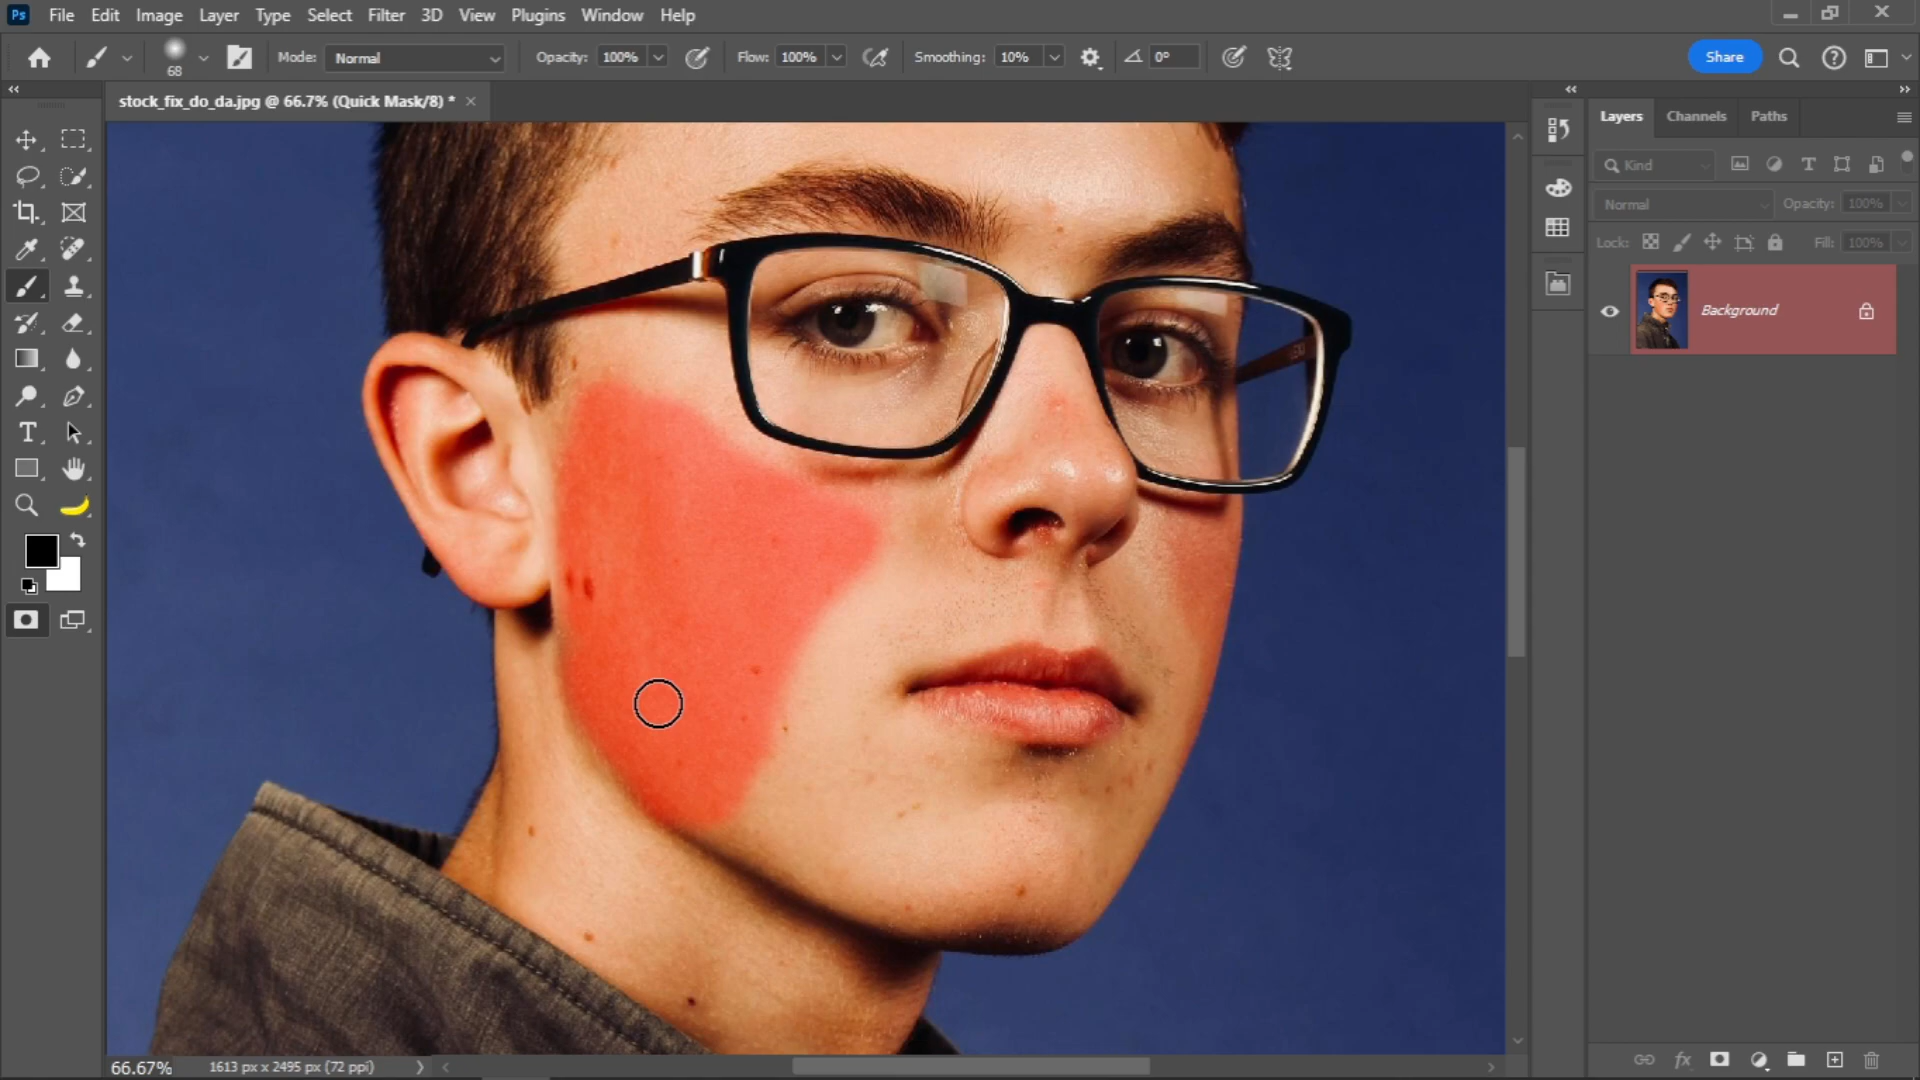 Ps File Edit Image Layer Type Select Filter 3D View Plugins Window Help
68 Mode: Normal Opacity: 100% Flow: 100% Smoothing: 10% 0° Share
stock_fix_do_da.jpg @ 66.7% (Quick Mask/8) * ×
Layers Channels Paths
Kind
Normal Opacity: 100%
Lock: Fill: 100%
Background
66.67% 1613 px x 2495 px (72 ppi)